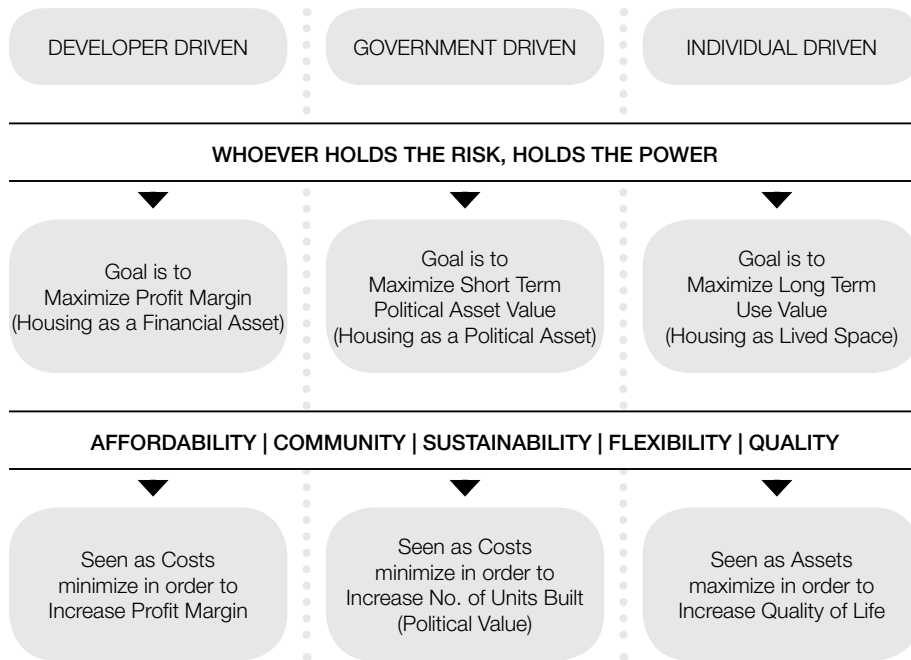 DEVELOPER DRIVEN
GOVERNMENT DRIVEN
INDIVIDUAL DRIVEN
WHOEVER HOLDS THE RISK, HOLDS THE POWER
Goal is to
Maximize Profit Margin
(Housing as a Financial Asset)
Goal is to
Maximize Short Term
Political Asset Value
(Housing as a Political Asset)
Goal is to
Maximize Long Term
Use Value
(Housing as Lived Space)
AFFORDABILITY | COMMUNITY | SUSTAINABILITY | FLEXIBILITY | QUALITY
Seen as Costs
minimize in order to
Increase Profit Margin
Seen as Costs
minimize in order to
Increase No. of Units Built
(Political Value)
Seen as Assets
maximize in order to
Increase Quality of Life